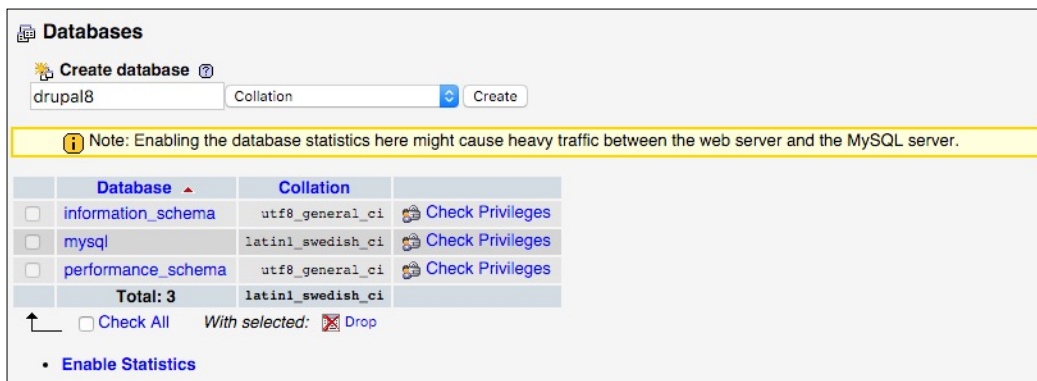 Databases
Create database
drupal8 Collation Create
Note: Enabling the database statistics here might cause heavy traffic between the web server and the MySQL server.
Database Collation
information_schema utf8_general_ci Check Privileges
mysql latin1_swedish_ci Check Privileges
performance_schema utf8_general_ci Check Privileges
Total: 3 latin1_swedish_ci
Check All With selected: Drop
• Enable Statistics